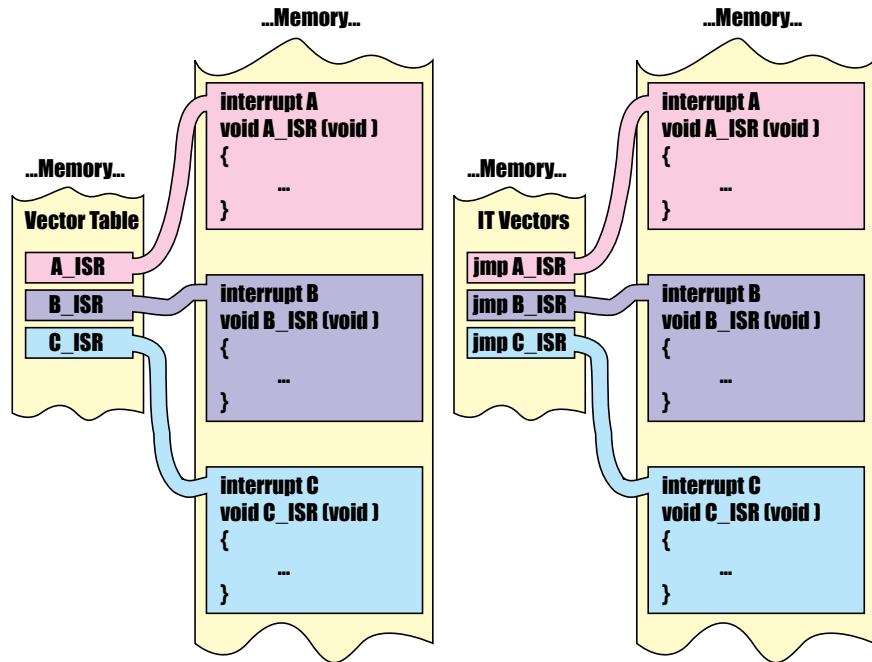 ...Memory...
interrupt A
void A_ISR (void )
{
...
}
...Memory...
Vector Table
A_ISR
B_ISR
C_ISR
interrupt B
void B_ISR (void )
{
...
}
interrupt C
void C_ISR (void )
{
...
}
...Memory...
interrupt A
void A_ISR (void )
{
...
}
...Memory...
IT Vectors
jmp A_ISR
jmp B_ISR
jmp C_ISR
interrupt B
void B_ISR (void )
{
...
}
interrupt C
void C_ISR (void )
{
...
}